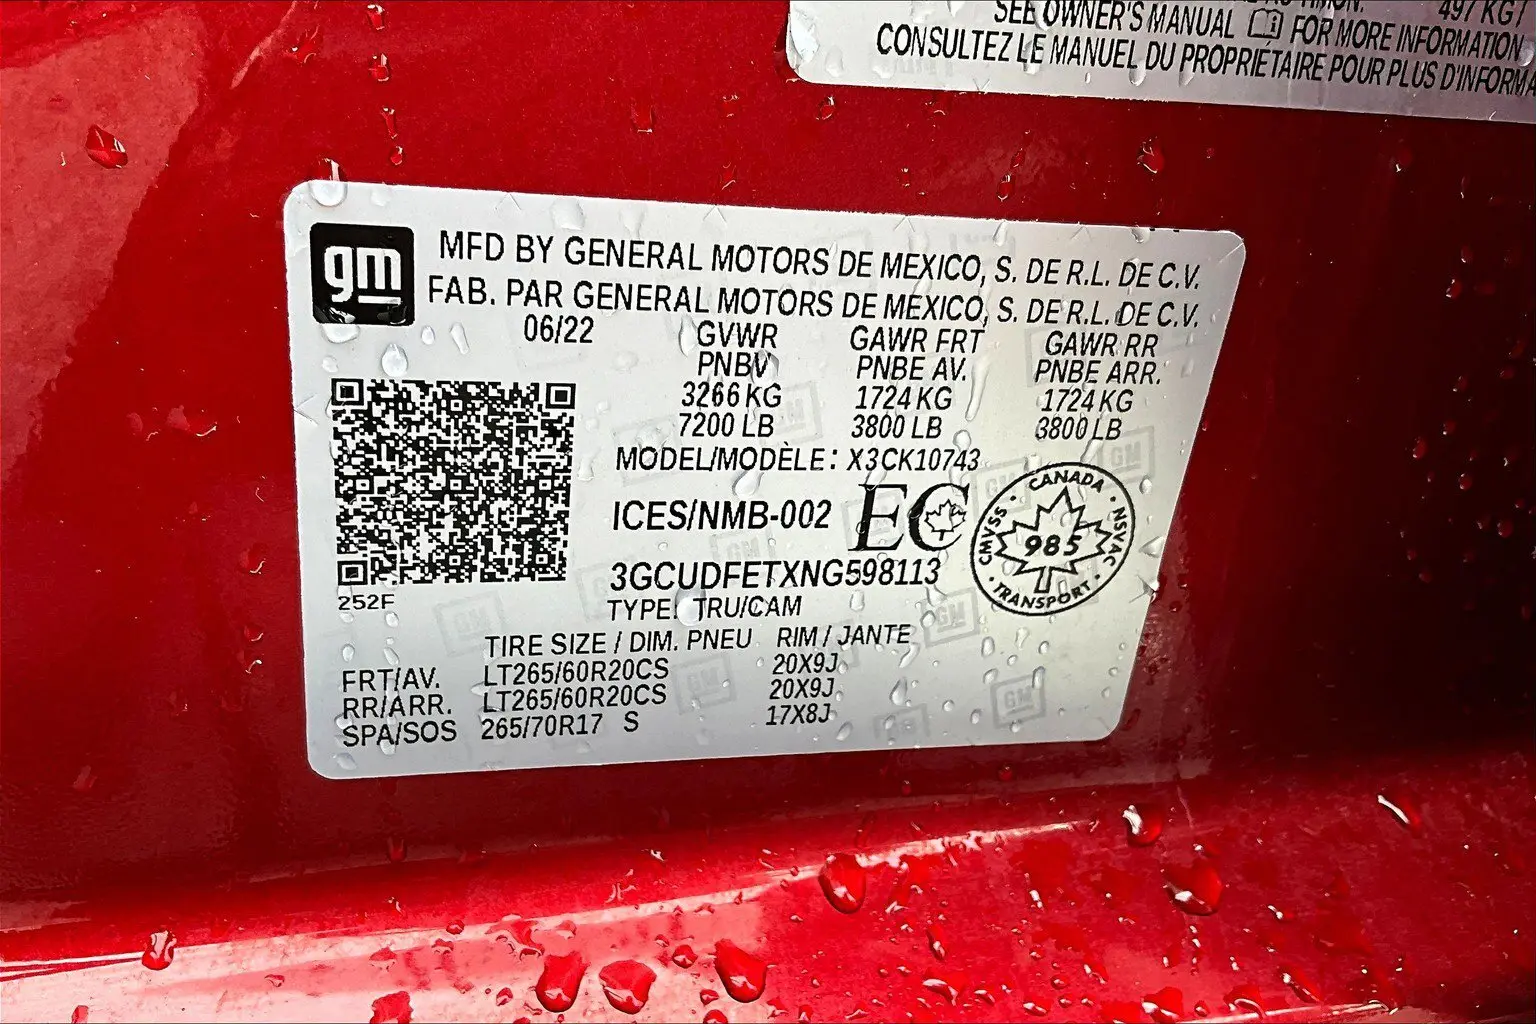 497 KG /
SEE OWNER'S MANUAL FOR MORE INFORMATION
CONSULTEZ LE MANUEL DU PROPRIÉTAIRE POUR PLUS D'INFORMA
gm
MFD BY GENERAL MOTORS DE MEXICO, S. DE R.L. DE C.V.
FAB. PAR GENERAL MOTORS DE MEXICO, S. DE R.L. DE C.V.
06/22 GVWR GAWR FRT GAWR RR
PNBV PNBE AV. PNBE ARR.
3266 KG 1724 KG 1724 KG
7200 LB 3800 LB 3800 LB
MODEL/MODÈLE: X3CK10743
ICES/NMB-002 EC
CANADA
CMVSS 985 NSVAC
TRANSPORT
3GCUDFETXNG598113
252F
TYPE: TRU/CAM
TIRE SIZE / DIM. PNEU RIM / JANTE
FRT/AV. LT265/60R20CS 20X9J
RR/ARR. LT265/60R20CS 20X9J
SPA/SOS 265/70R17 S 17X8J